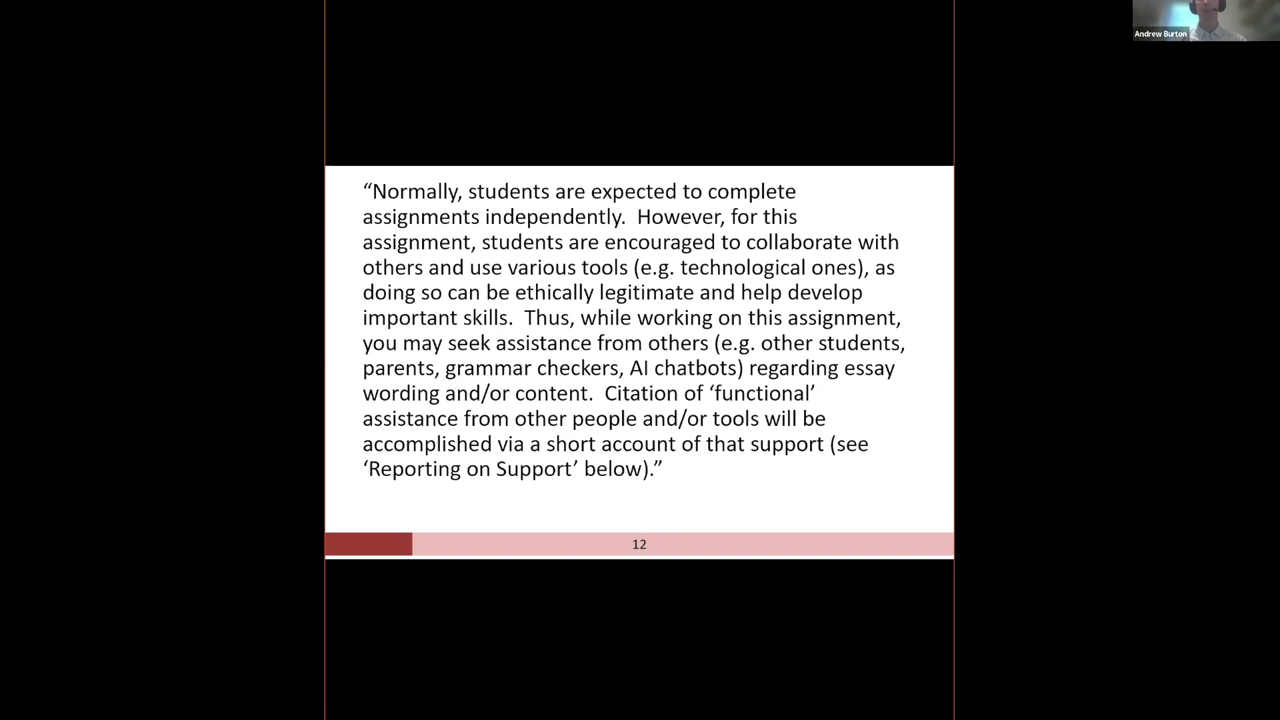 Andrew Burton
“Normally, students are expected to complete
assignments independently.  However, for this
assignment, students are encouraged to collaborate with
others and use various tools (e.g. technological ones), as
doing so can be ethically legitimate and help develop
important skills.  Thus, while working on this assignment,
you may seek assistance from others (e.g. other students,
parents, grammar checkers, AI chatbots) regarding essay
wording and/or content.  Citation of ‘functional’
assistance from other people and/or tools will be
accomplished via a short account of that support (see
‘Reporting on Support’ below).”
12